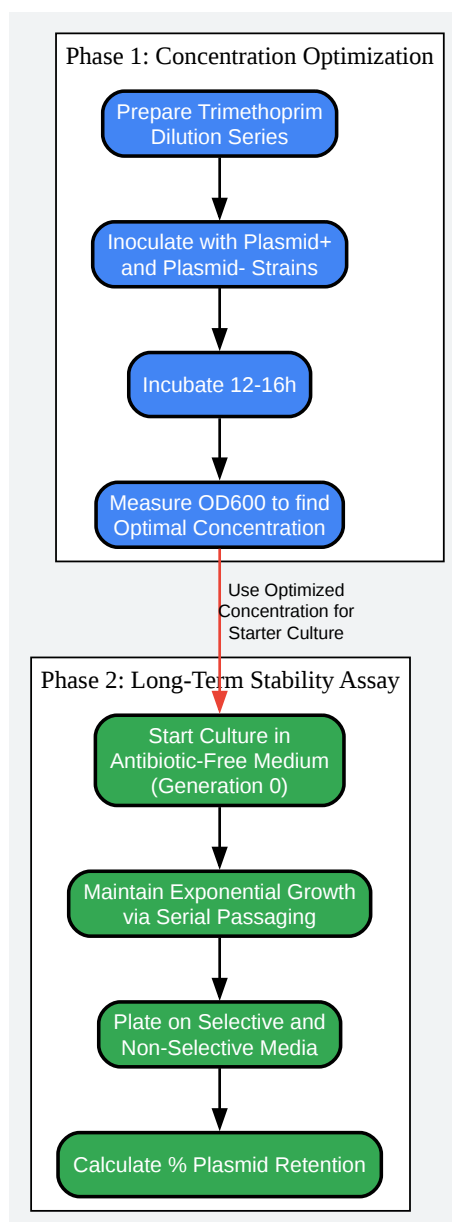 Phase 1: Concentration Optimization
Prepare Trimethoprim
Dilution Series
Inoculate with Plasmid+
and Plasmid- Strains
Incubate 12-16h
Measure OD600 to find
Optimal Concentration
Use Optimized
Concentration for
Starter Culture
Phase 2: Long-Term Stability Assay
Start Culture in
Antibiotic-Free Medium
(Generation 0)
Maintain Exponential Growth
via Serial Passaging
Plate on Selective and
Non-Selective Media
Calculate % Plasmid Retention